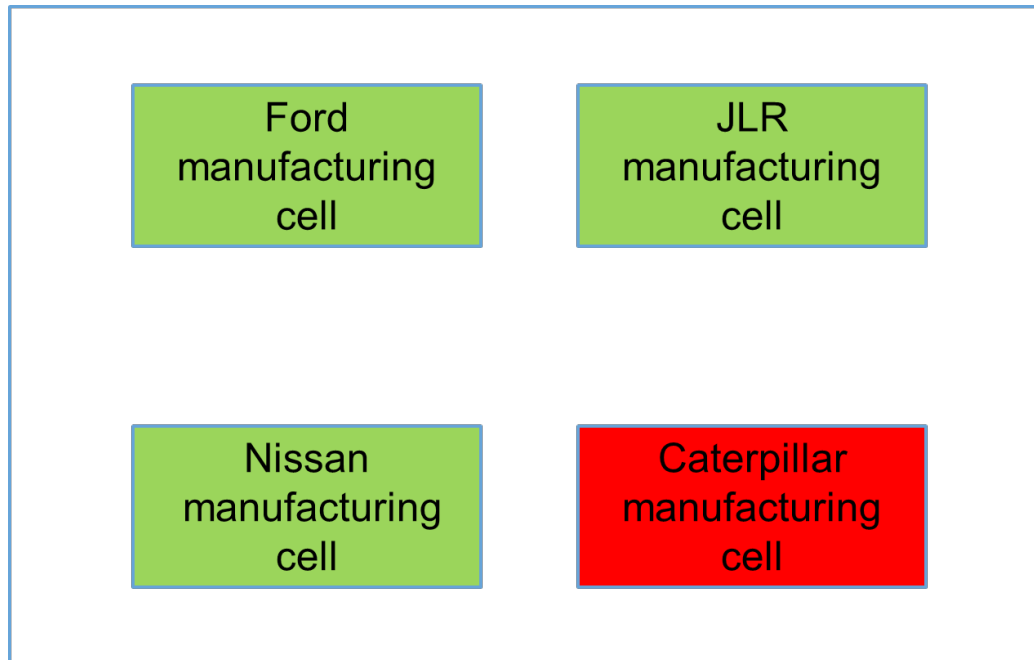 Ford
manufacturing
cell
JLR
manufacturing
cell
Nissan
manufacturing
cell
Caterpillar
manufacturing
cell